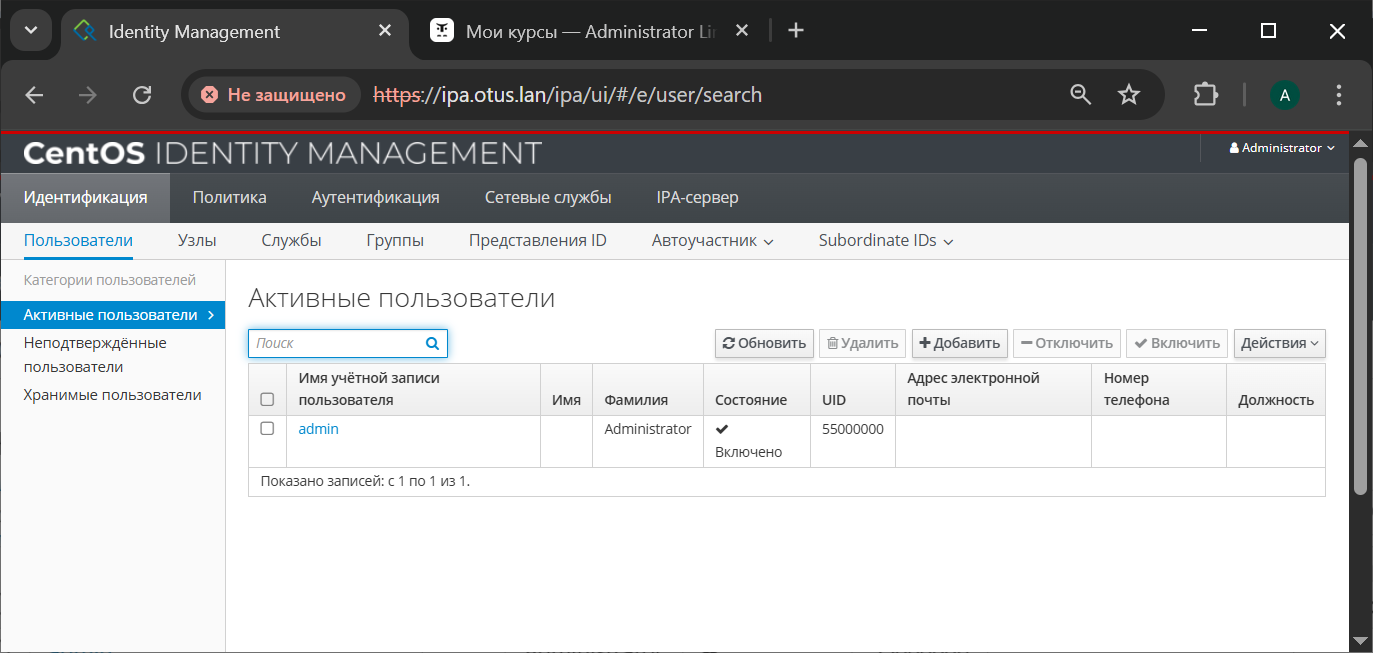 Identity Management
Мои курсы — Administrator Li
Не защищено
https://ipa.otus.lan/ipa/ui/#/e/user/search
A
CentOS IDENTITY MANAGEMENT
Administrator
Идентификация Политика Аутентификация Сетевые службы IPA-сервер
Пользователи Узлы Службы Группы Представления ID Автоучастник Subordinate IDs
Категории пользователей
Активные пользователи
Неподтверждённые
пользователи
Хранимые пользователи
Активные пользователи
Поиск
Обновить Удалить Добавить Отключить Включить Действия
Имя учётной записи
пользователя
Имя
Фамилия
Состояние
UID
Адрес электронной
почты
Номер
телефона
Должность
admin
Administrator
Включено
55000000
Показано записей: с 1 по 1 из 1.